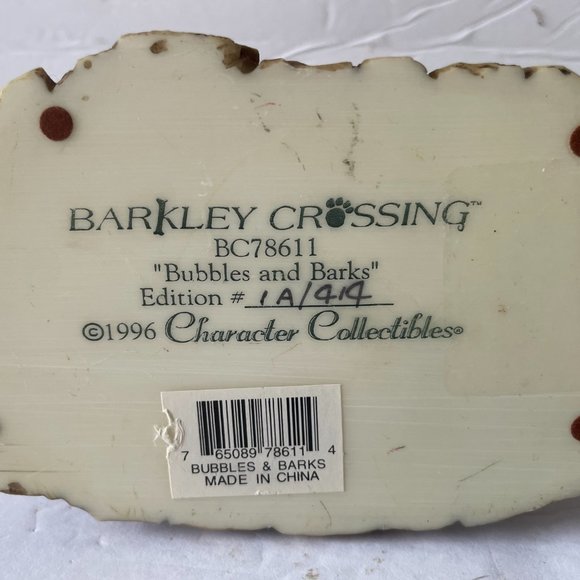 BARKLEY CROSSING™
BC78611
"Bubbles and Barks"
Edition # 1A/414
©1996 Character Collectibles®
7 65089 78611 4
BUBBLES & BARKS
MADE IN CHINA